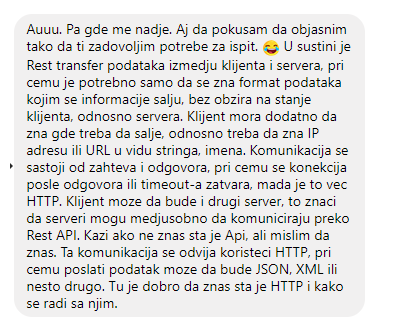 Auuu. Pa gde me nadje. Aj da pokusam da objasnim
tako da ti zadovoljim potrebe za ispit. 😂 U sustini je
Rest transfer podataka izmedju klijenta i servera, pri
cemu je potrebno samo da se zna format podataka
kojim se informacije salju, bez obzira na stanje
klijenta, odnosno servera. Klijent mora dodatno da
zna gde treba da salje, odnosno treba da zna IP
adresu ili URL u vidu stringa, imena. Komunikacija se
sastoji od zahteva i odgovora, pri cemu se konekcija
posle odgovora ili timeout-a zatvara, mada je to vec
HTTP. Klijent moze da bude i drugi server, to znaci
da serveri mogu medjusobno da komuniciraju preko
Rest API. Kazi ako ne znas sta je Api, ali mislim da
znas. Ta komunikacija se odvija koristeci HTTP, pri
cemu poslati podatak moze da bude JSON, XML ili
nesto drugo. Tu je dobro da znas sta je HTTP i kako
se radi sa njim.